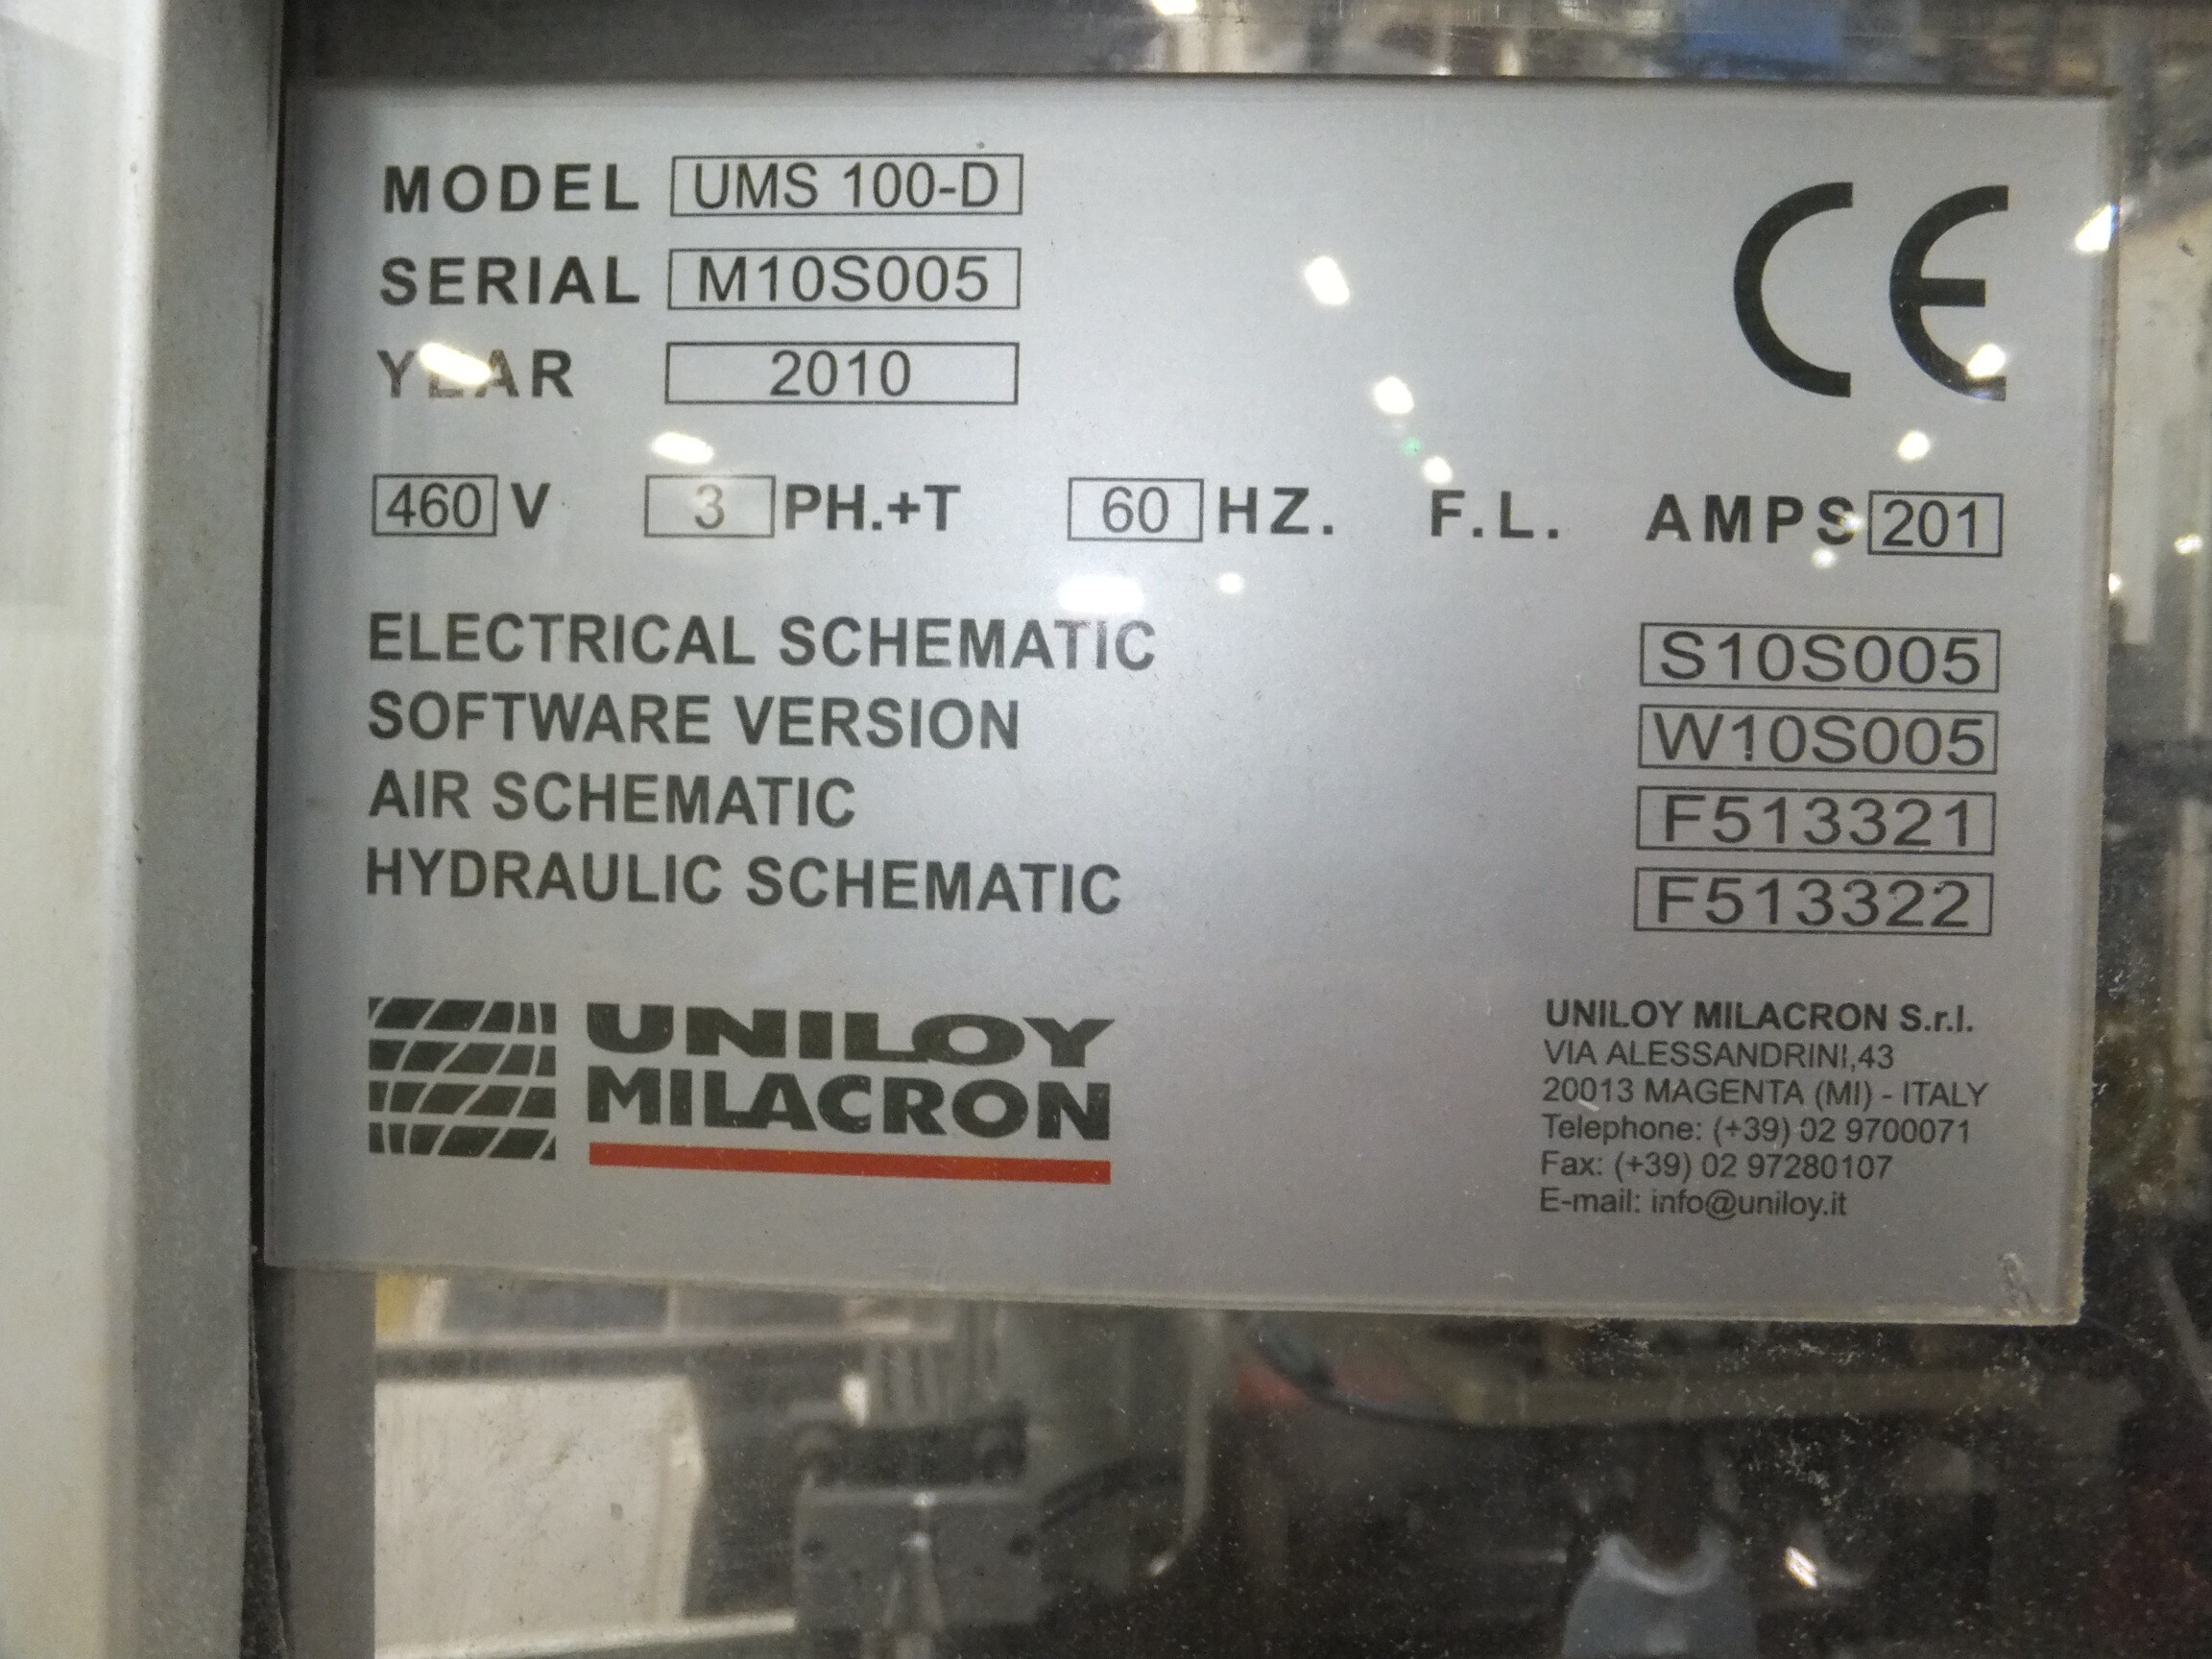 MODEL UMS 100-D
SERIAL M10S005
YEAR 2010
CE
460 V 3 PH.+T 60 HZ. F.L. AMPS 201
ELECTRICAL SCHEMATIC S10S005
SOFTWARE VERSION W10S005
AIR SCHEMATIC F513321
HYDRAULIC SCHEMATIC F513322
UNILOY
MILACRON
UNILOY MILACRON S.r.l.
VIA ALESSANDRINI,43
20013 MAGENTA (MI) - ITALY
Telephone: (+39) 02 9700071
Fax: (+39) 02 97280107
E-mail: info@uniloy.it